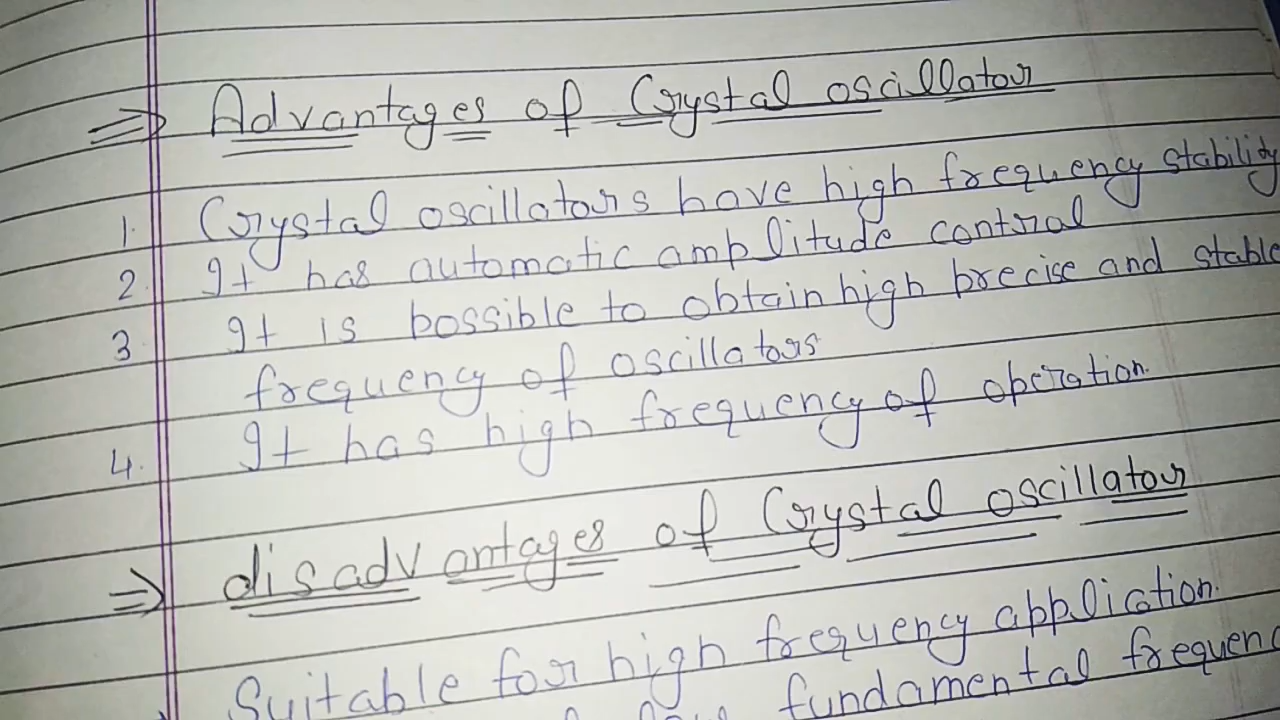 ⇒ Advantages of Crystal oscillator
1. Crystal oscillators have high frequency stability
2. It has automatic amplitude control
3 It is possible to obtain high precise and stable
frequency of oscillators
4. It has high frequency of operation.
⇒ disadvantages of Crystal oscillator
Suitable for high frequency application.
fundamental frequenc